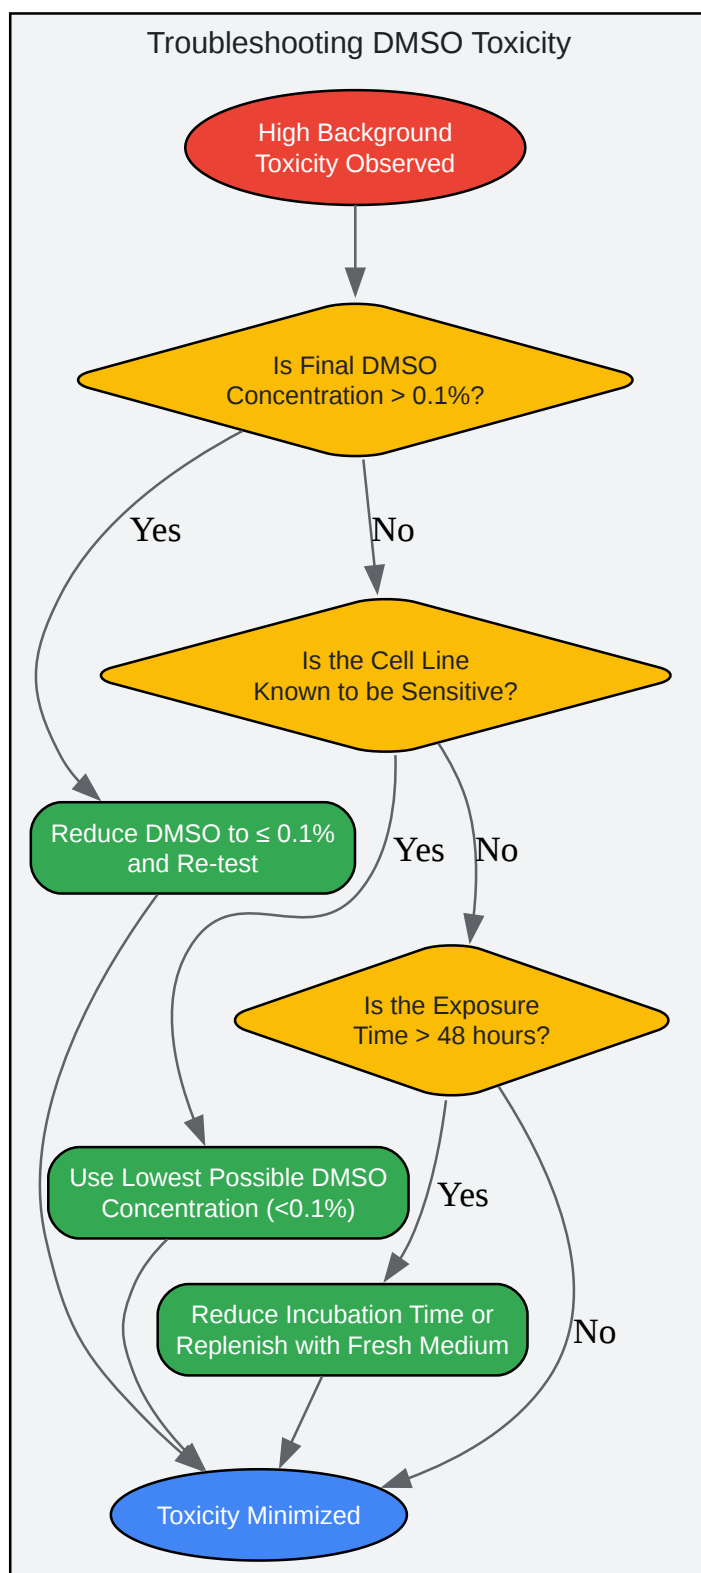 Troubleshooting DMSO Toxicity
High Background
Toxicity Observed
Is Final DMSO
Concentration > 0.1%?
Yes
No
Is the Cell Line
Known to be Sensitive?
Reduce DMSO to ≤ 0.1%
and Re-test
Yes
No
Is the Exposure
Time > 48 hours?
Use Lowest Possible DMSO
Concentration (<0.1%)
Yes
Reduce Incubation Time or
Replenish with Fresh Medium
No
Toxicity Minimized